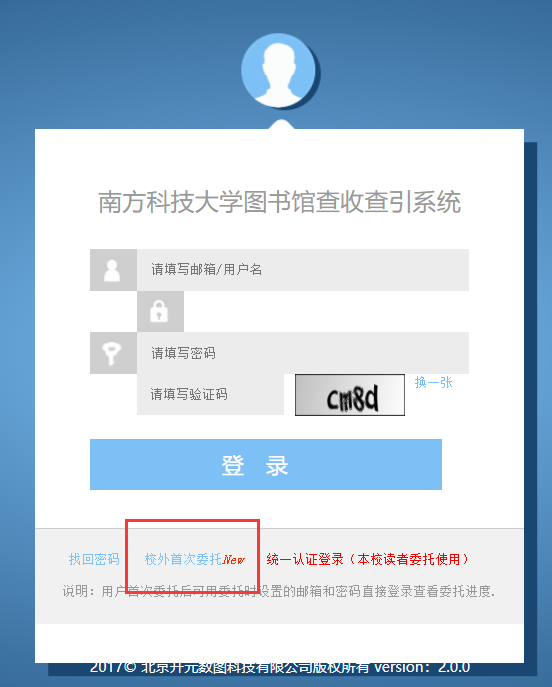 南方科技大学图书馆查收查引系统
请填写邮箱/用户名
请填写密码
请填写验证码 cm8d 换一张
登 录
找回密码 校外首次委托New 统一认证登录（本校读者委托使用）
说明：用户首次委托后可用委托时设置的邮箱和密码直接登录查看委托进度.
2017© 北京开元数图科技有限公司版权所有 version：2.0.0